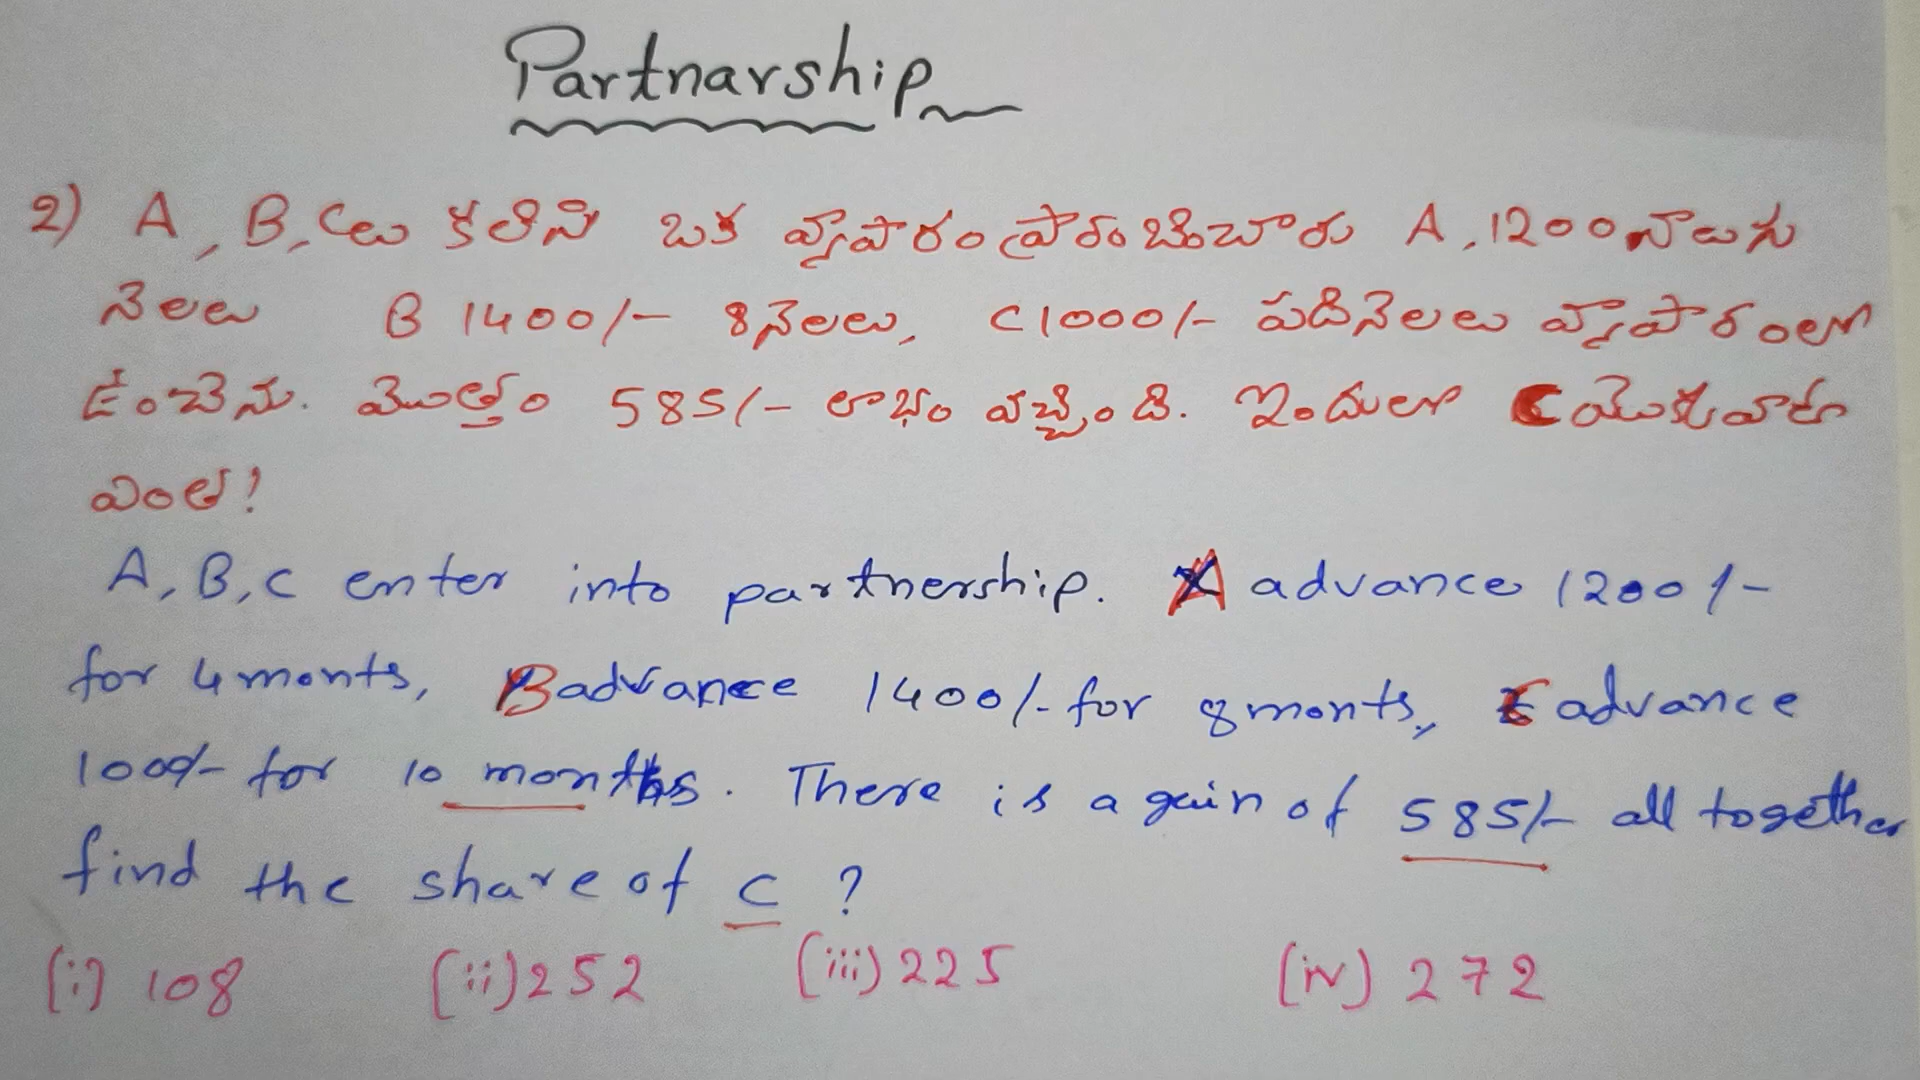 Partnarship
2) A, B, Cలు కలిసి ఒక వ్యాపారం ప్రారంభించారు A, 1200 నాలుగు
నెలలు B 1400/- 8నెలలు, C 1000/- పదినెలలు వ్యాపారంలో
ఉంచెను. మొత్తం 585/- లాభం వచ్చింది. ఇందులో C యొక్క వాటా
ఎంత?
A, B, C enter into partnership. A advance 1200/-
for 4 monts, B advance 1400/- for 8 monts, C advance
1000/- for 10 months. There is a gain of 585/- all together
find the share of C ?
(i) 108 (ii) 252 (iii) 225 (iv) 272